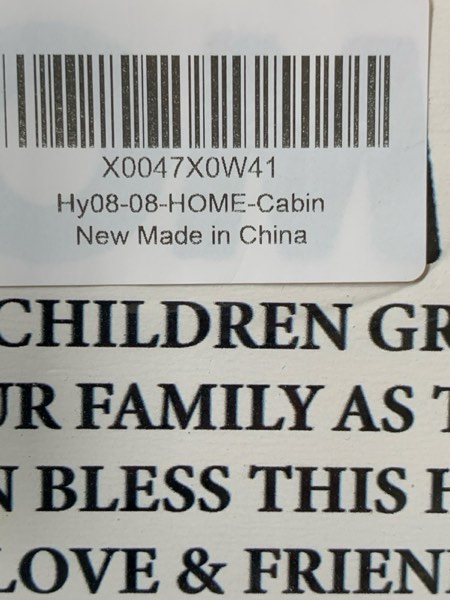 X0047X0W41
Hy08-08-HOME-Cabin
New Made in China
CHILDREN GR
UR FAMILY AS T
N BLESS THIS H
LOVE & FRIEN